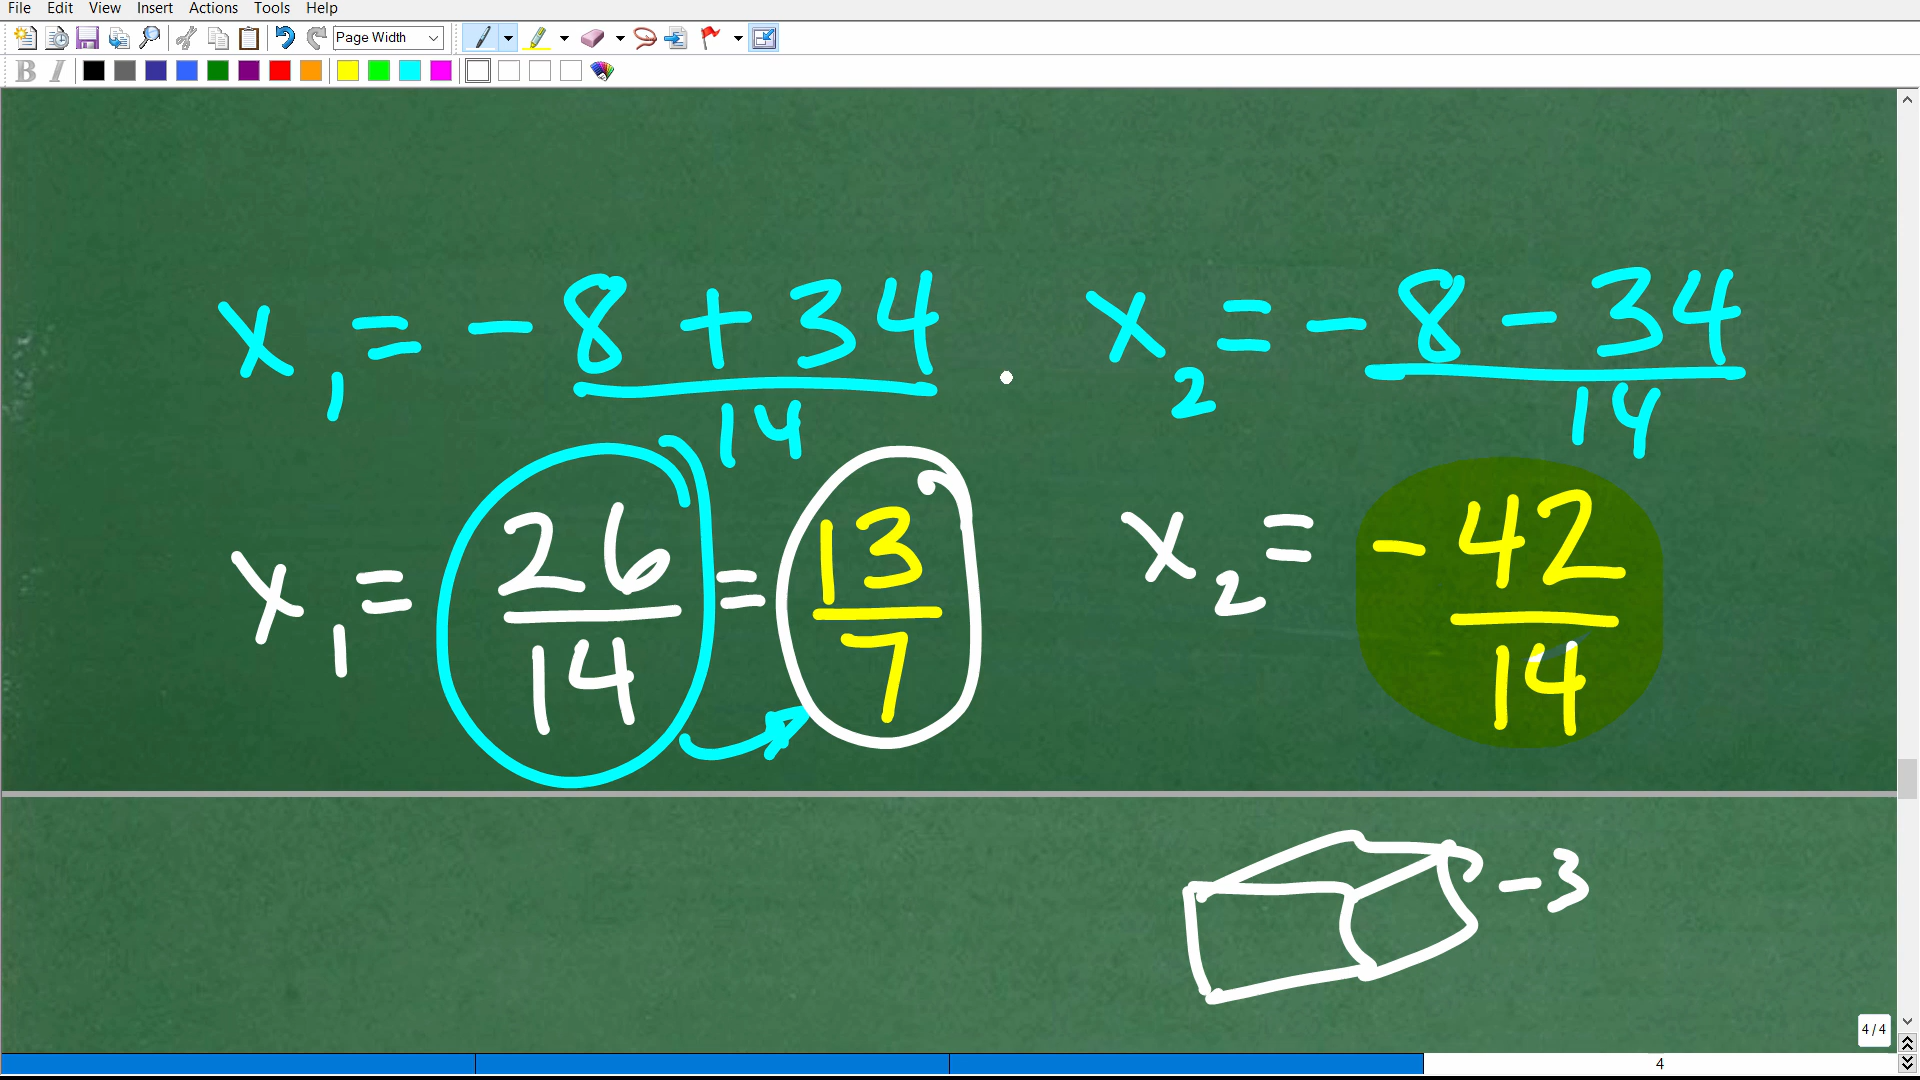 File Edit View Insert Actions Tools Help
Page Width
B I
x₁ = -8 + 34
14
x₂ = -8 - 34
14
x₁ = 26/14 = 13/7
x₂ = -42/14
-3
4 / 4
4